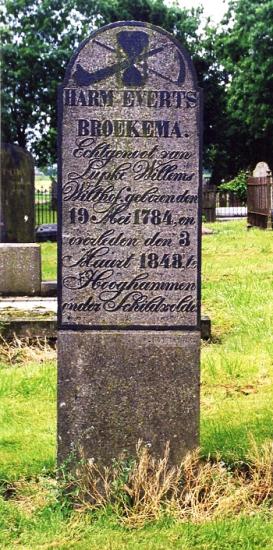 HARM EVERTS
BROEKEMA.
Echtgenoot van
Lupke Willems
Wilthof, geboren den
19 Mei 1784, en
overleden den 3
Maart 1848, te
Hooghammen
onder Schildwolde